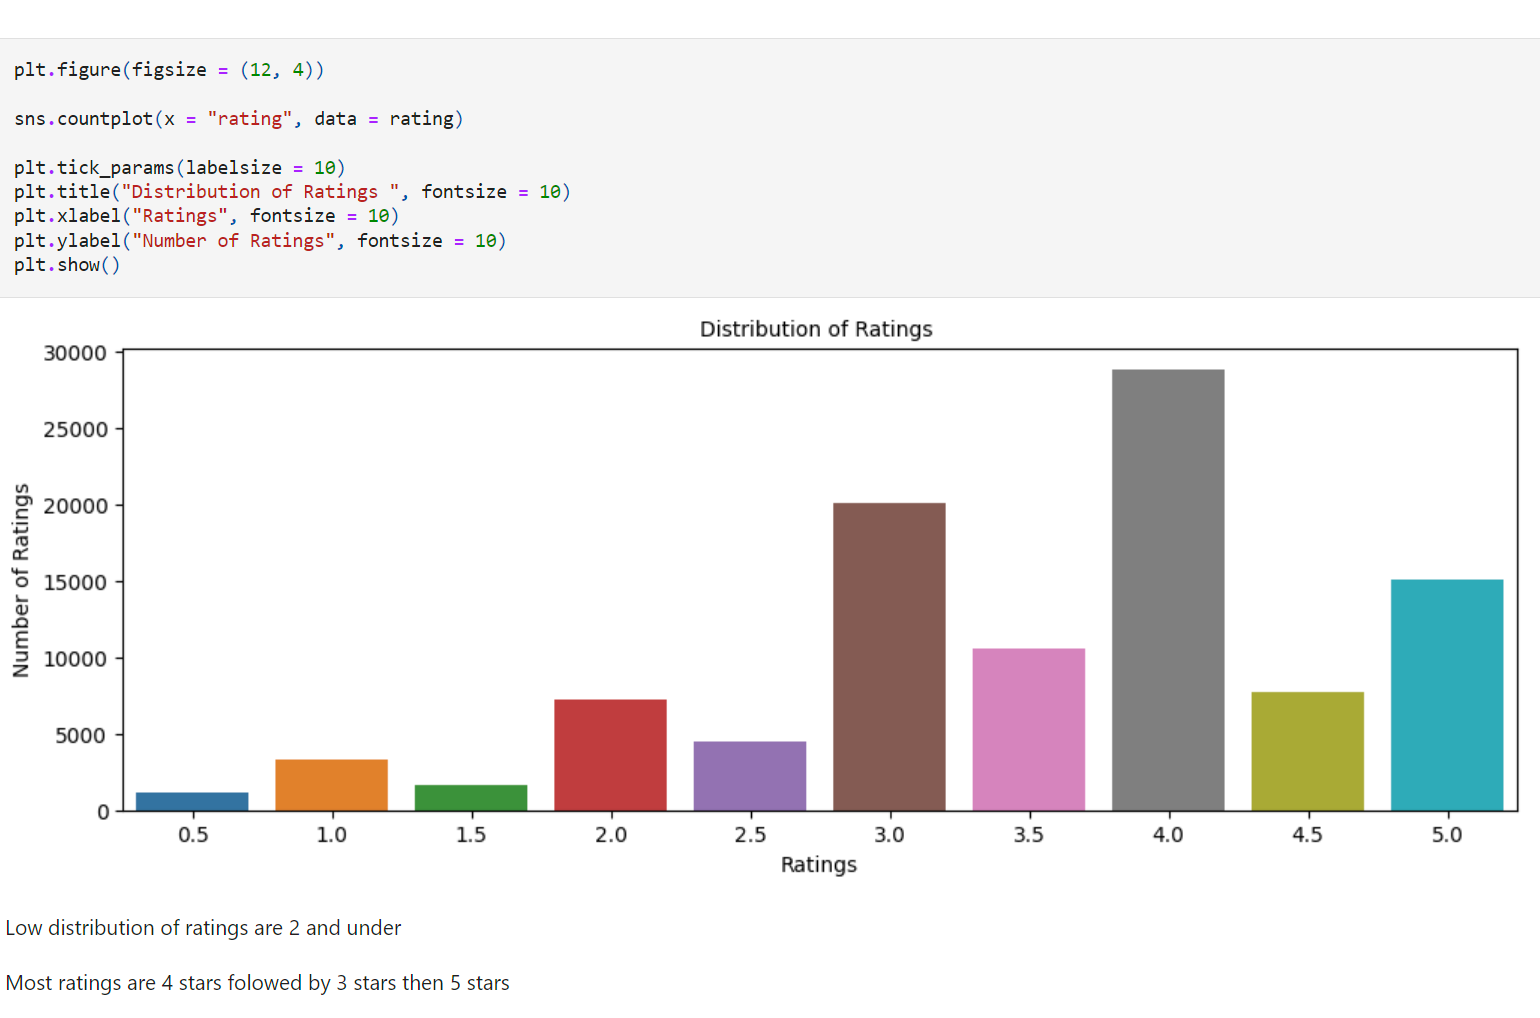 plt.figure(figsize = (12, 4))
sns.countplot(x = "rating", data = rating)
plt.tick_params(labelsize = 10)
plt.title("Distribution of Ratings ", fontsize = 10)
plt.xlabel("Ratings", fontsize = 10)
plt.ylabel("Number of Ratings", fontsize = 10)
plt.show()
Distribution of Ratings
Number of Ratings
30000
25000
20000
15000
10000
5000
0
0.5 1.0 1.5 2.0 2.5 3.0 3.5 4.0 4.5 5.0
Ratings
Low distribution of ratings are 2 and under
Most ratings are 4 stars folowed by 3 stars then 5 stars